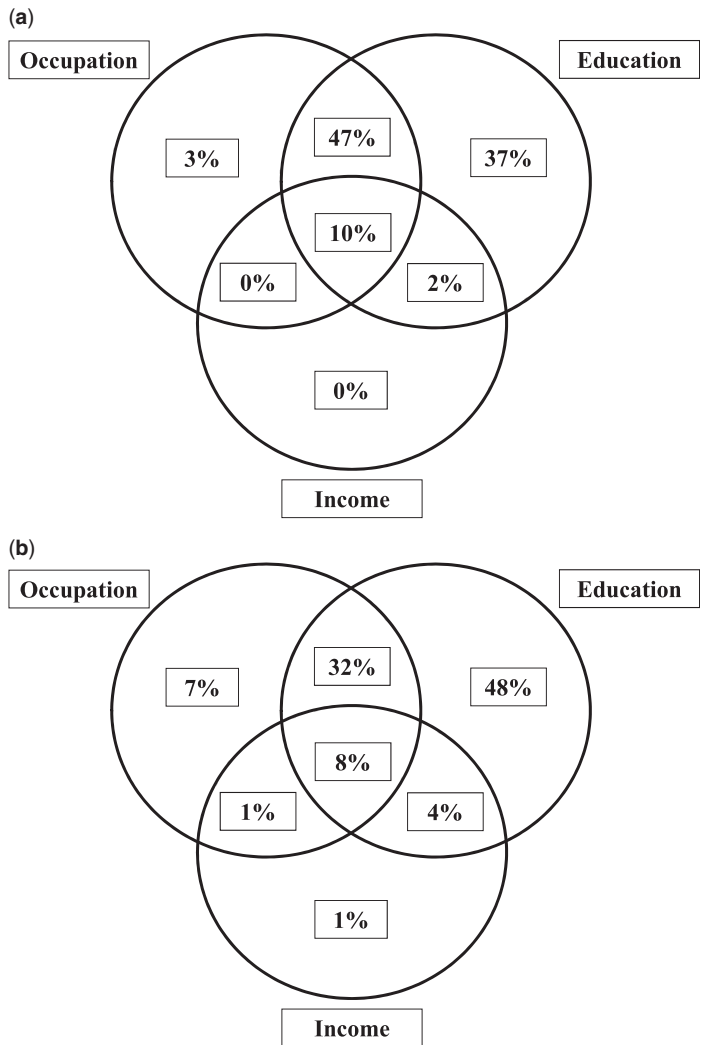 (a)
Occupation
Education
47%
3%
37%
10%
0%
2%
0%
Income
(b)
Occupation
Education
32%
7%
48%
8%
1%
4%
1%
Income